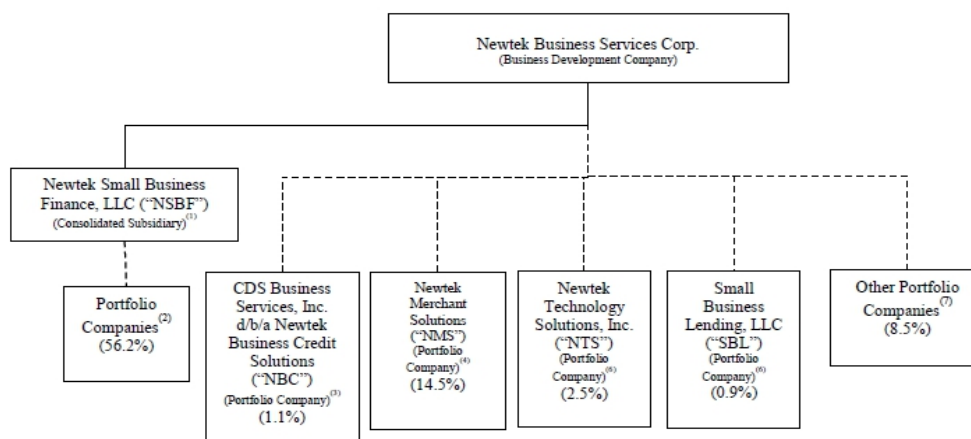 Newtek Business Services Corp.
(Business Development Company)
Newtek Small Business
Finance, LLC (“NSBF”)
(Consolidated Subsidiary)(1)
Portfolio
Companies(2)
(56.2%)
CDS Business
Services, Inc.
d/b/a Newtek
Business Credit
Solutions
(“NBC”)
(Portfolio Company)(3)
(1.1%)
Newtek
Merchant
Solutions
(“NMS”)
(Portfolio
Company)(4)
(14.5%)
Newtek
Technology
Solutions, Inc.
(“NTS”)
(Portfolio
Company)(6)
(2.5%)
Small
Business
Lending, LLC
(“SBL”)
(Portfolio
Company)(6)
(0.9%)
Other Portfolio
Companies(7)
(8.5%)